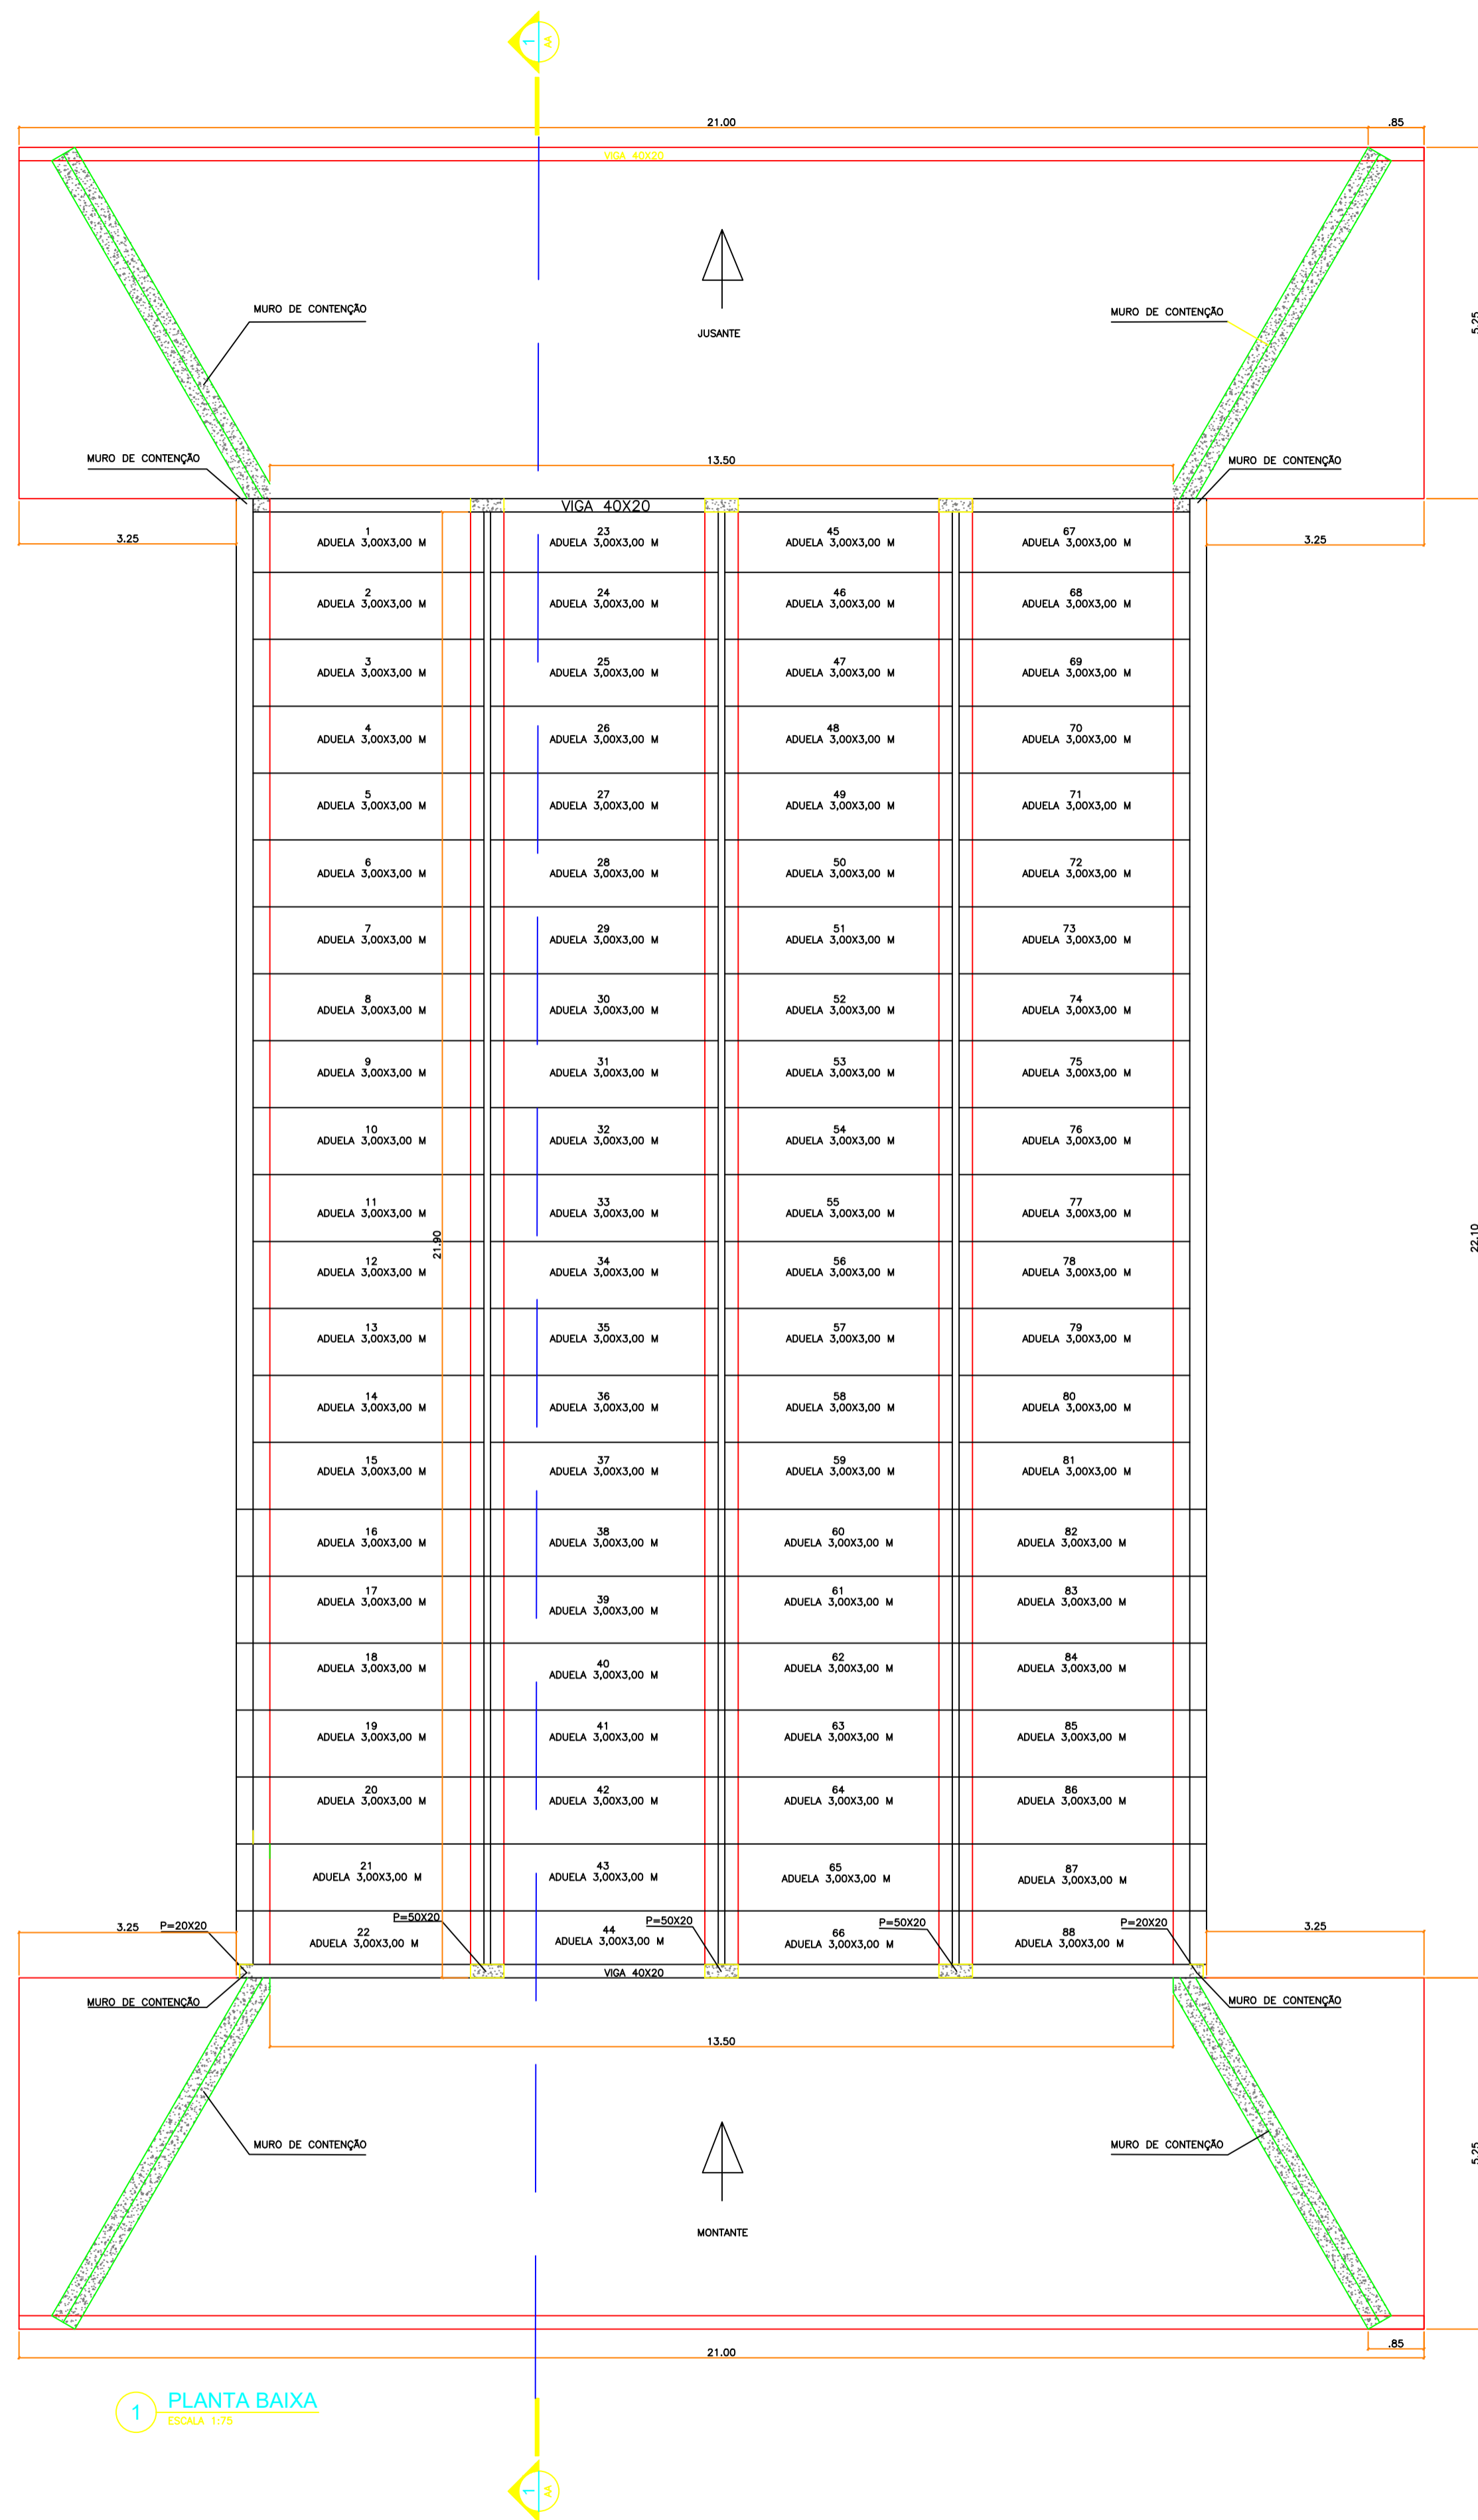 1
AA
21.00
.85
VIGA 40X20
5.25
MURO DE CONTENÇÃO
MURO DE CONTENÇÃO
JUSANTE
MURO DE CONTENÇÃO
13.50
MURO DE CONTENÇÃO
VIGA 40X20
3.25
3.25
1
ADUELA 3,00X3,00 M
23
ADUELA 3,00X3,00 M
45
ADUELA 3,00X3,00 M
67
ADUELA 3,00X3,00 M
2
ADUELA 3,00X3,00 M
24
ADUELA 3,00X3,00 M
46
ADUELA 3,00X3,00 M
68
ADUELA 3,00X3,00 M
3
ADUELA 3,00X3,00 M
25
ADUELA 3,00X3,00 M
47
ADUELA 3,00X3,00 M
69
ADUELA 3,00X3,00 M
4
ADUELA 3,00X3,00 M
26
ADUELA 3,00X3,00 M
48
ADUELA 3,00X3,00 M
70
ADUELA 3,00X3,00 M
5
ADUELA 3,00X3,00 M
27
ADUELA 3,00X3,00 M
49
ADUELA 3,00X3,00 M
71
ADUELA 3,00X3,00 M
6
ADUELA 3,00X3,00 M
28
ADUELA 3,00X3,00 M
50
ADUELA 3,00X3,00 M
72
ADUELA 3,00X3,00 M
7
ADUELA 3,00X3,00 M
29
ADUELA 3,00X3,00 M
51
ADUELA 3,00X3,00 M
73
ADUELA 3,00X3,00 M
8
ADUELA 3,00X3,00 M
30
ADUELA 3,00X3,00 M
52
ADUELA 3,00X3,00 M
74
ADUELA 3,00X3,00 M
9
ADUELA 3,00X3,00 M
31
ADUELA 3,00X3,00 M
53
ADUELA 3,00X3,00 M
75
ADUELA 3,00X3,00 M
10
ADUELA 3,00X3,00 M
32
ADUELA 3,00X3,00 M
54
ADUELA 3,00X3,00 M
76
ADUELA 3,00X3,00 M
11
ADUELA 3,00X3,00 M
33
ADUELA 3,00X3,00 M
55
ADUELA 3,00X3,00 M
77
ADUELA 3,00X3,00 M
21.90
22.10
12
ADUELA 3,00X3,00 M
34
ADUELA 3,00X3,00 M
56
ADUELA 3,00X3,00 M
78
ADUELA 3,00X3,00 M
13
ADUELA 3,00X3,00 M
35
ADUELA 3,00X3,00 M
57
ADUELA 3,00X3,00 M
79
ADUELA 3,00X3,00 M
14
ADUELA 3,00X3,00 M
36
ADUELA 3,00X3,00 M
58
ADUELA 3,00X3,00 M
80
ADUELA 3,00X3,00 M
15
ADUELA 3,00X3,00 M
37
ADUELA 3,00X3,00 M
59
ADUELA 3,00X3,00 M
81
ADUELA 3,00X3,00 M
16
ADUELA 3,00X3,00 M
38
ADUELA 3,00X3,00 M
60
ADUELA 3,00X3,00 M
82
ADUELA 3,00X3,00 M
17
ADUELA 3,00X3,00 M
39
ADUELA 3,00X3,00 M
61
ADUELA 3,00X3,00 M
83
ADUELA 3,00X3,00 M
18
ADUELA 3,00X3,00 M
40
ADUELA 3,00X3,00 M
62
ADUELA 3,00X3,00 M
84
ADUELA 3,00X3,00 M
19
ADUELA 3,00X3,00 M
41
ADUELA 3,00X3,00 M
63
ADUELA 3,00X3,00 M
85
ADUELA 3,00X3,00 M
20
ADUELA 3,00X3,00 M
42
ADUELA 3,00X3,00 M
64
ADUELA 3,00X3,00 M
86
ADUELA 3,00X3,00 M
21
ADUELA 3,00X3,00 M
43
ADUELA 3,00X3,00 M
65
ADUELA 3,00X3,00 M
87
ADUELA 3,00X3,00 M
3.25
P=20X20
P=50X20
P=50X20
P=50X20
P=20X20
3.25
22
ADUELA 3,00X3,00 M
44
ADUELA 3,00X3,00 M
66
ADUELA 3,00X3,00 M
88
ADUELA 3,00X3,00 M
VIGA 40X20
MURO DE CONTENÇÃO
MURO DE CONTENÇÃO
13.50
MURO DE CONTENÇÃO
MURO DE CONTENÇÃO
5.25
MONTANTE
.85
21.00
1
PLANTA BAIXA
ESCALA 1:75
1
AA